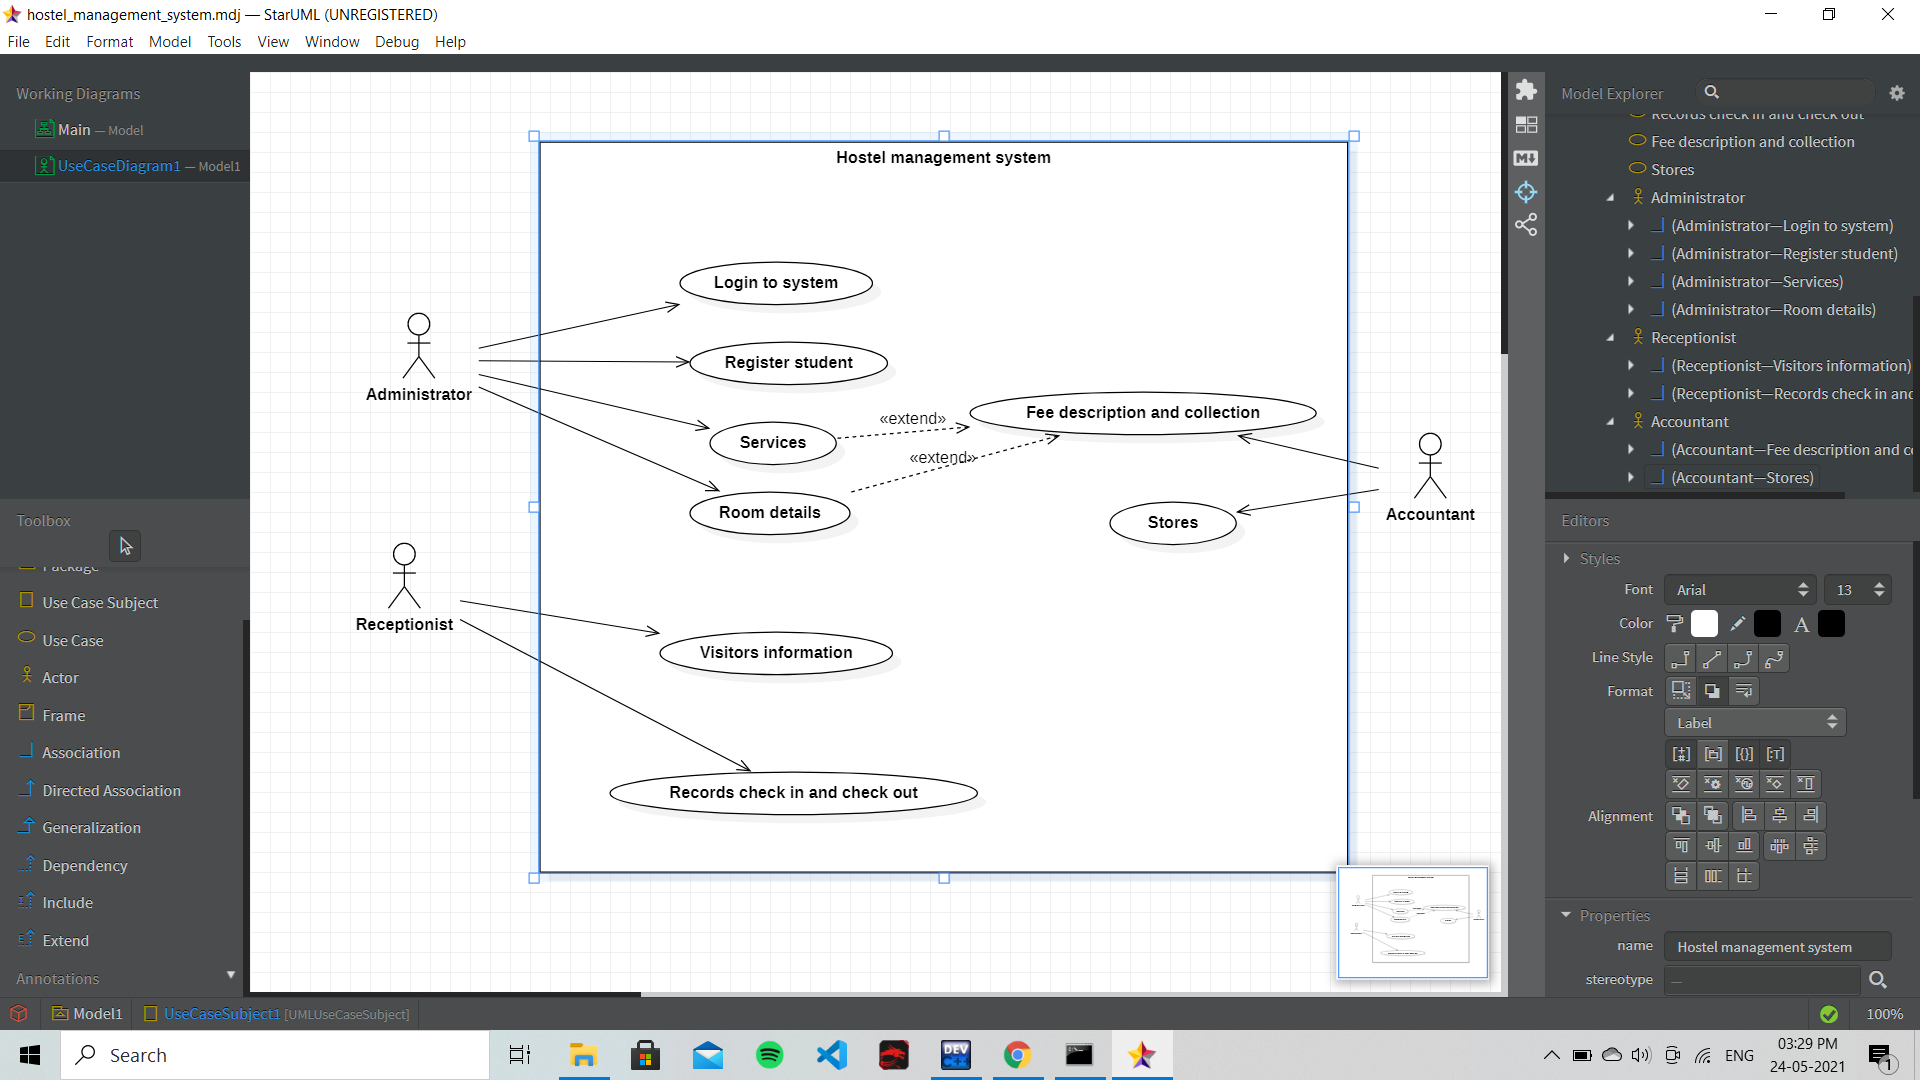 hostel_management_system.mdj — StarUML (UNREGISTERED)
File Edit Format Model Tools View Window Debug Help
Working Diagrams
Main — Model
UseCaseDiagram1 — Model1
Toolbox
Package
Use Case Subject
Use Case
Actor
Frame
Association
Directed Association
Generalization
Dependency
Include
Extend
Annotations
Hostel management system
Login to system
Register student
Administrator
«extend»
Fee description and collection
Services
«extend»
Room details
Stores
Accountant
Receptionist
Visitors information
Records check in and check out
Model Explorer
Records check in and check out
Fee description and collection
Stores
Administrator
(Administrator—Login to system)
(Administrator—Register student)
(Administrator—Services)
(Administrator—Room details)
Receptionist
(Receptionist—Visitors information)
(Receptionist—Records check in and
Accountant
(Accountant—Fee description and co
(Accountant—Stores)
Editors
Styles
Font Arial 13
Color A
Line Style
Format
Label
Alignment
Properties
name Hostel management system
stereotype —
Model1 UseCaseSubject1 [UMLUseCaseSubject] 100%
Search
DEV
C++
ENG
03:29 PM
24-05-2021
1